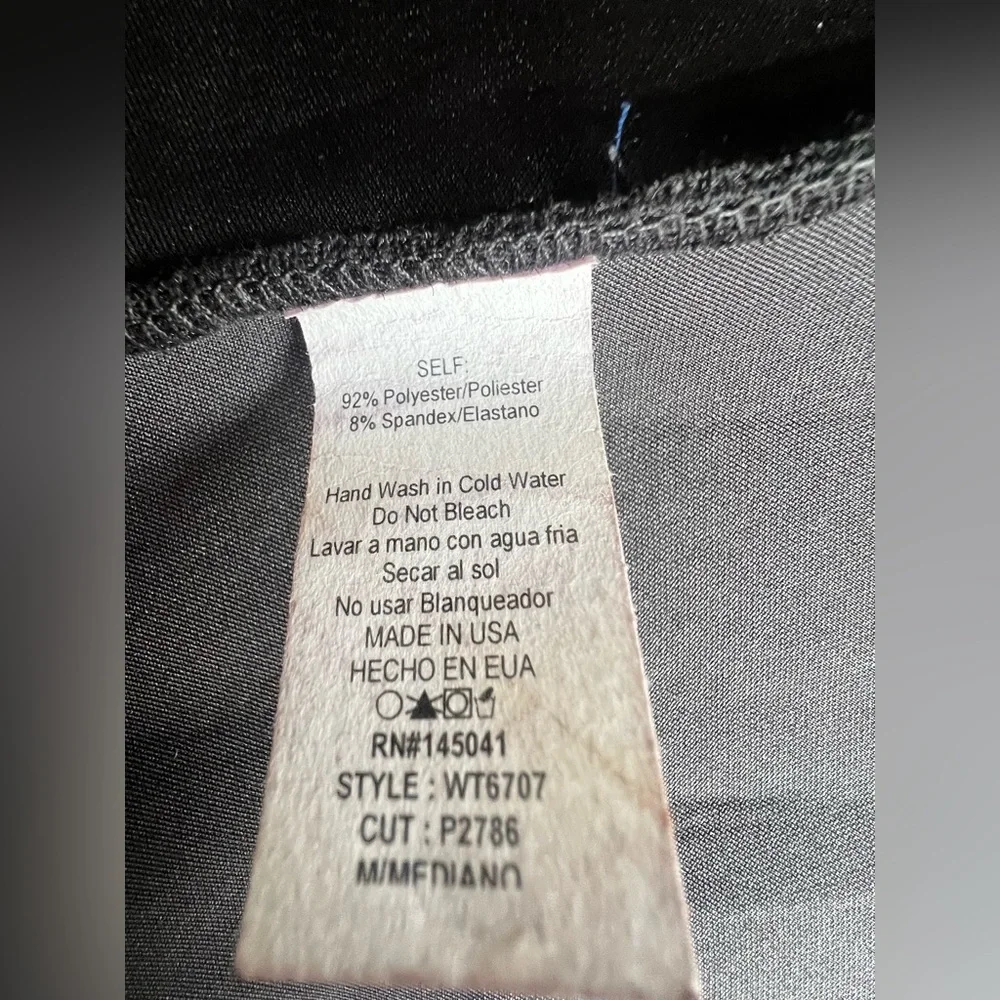 SELF:
92% Polyester/Poliester
8% Spandex/Elastano
Hand Wash in Cold Water
Do Not Bleach
Lavar a mano con agua fria
Secar al sol
No usar Blanqueador
MADE IN USA
HECHO EN EUA
RN#145041
STYLE : WT6707
CUT : P2786
M/MEDIANO